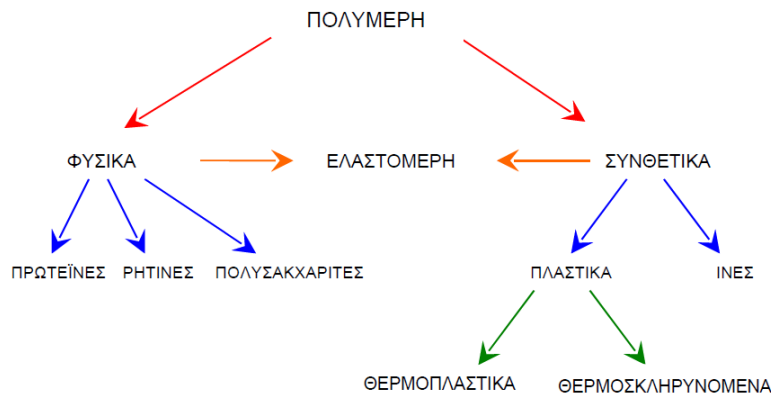 ΠΟΛΥΜΕΡΗ
ΦΥΣΙΚΑ ΕΛΑΣΤΟΜΕΡΗ ΣΥΝΘΕΤΙΚΑ
ΠΡΩΤΕΪΝΕΣ ΡΗΤΙΝΕΣ ΠΟΛΥΣΑΚΧΑΡΙΤΕΣ ΠΛΑΣΤΙΚΑ ΙΝΕΣ
ΘΕΡΜΟΠΛΑΣΤΙΚΑ ΘΕΡΜΟΣΚΛΗΡΥΝΟΜΕΝΑ